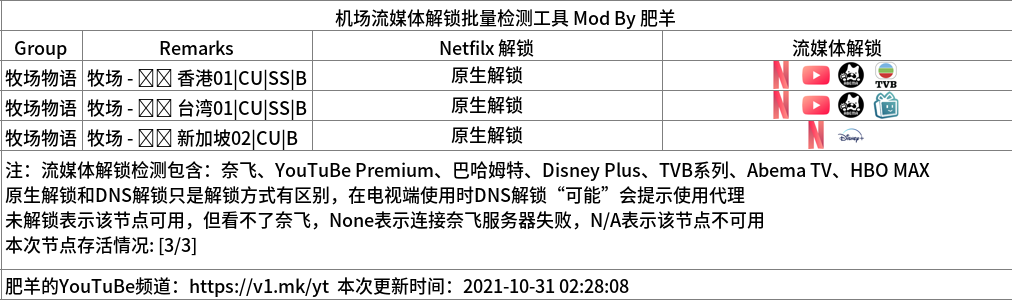 机场流媒体解锁批量检测工具 Mod By 肥羊
Group Remarks Netfilx 解锁 流媒体解锁
牧场物语 牧场 - 香港01|CU|SS|B 原生解锁 N TVB
牧场物语 牧场 - 台湾01|CU|SS|B 原生解锁 N
牧场物语 牧场 - 新加坡02|CU|B 原生解锁 N Disney+
注：流媒体解锁检测包含：奈飞、YouTuBe Premium、巴哈姆特、Disney Plus、TVB系列、Abema TV、HBO MAX
原生解锁和DNS解锁只是解锁方式有区别，在电视端使用时DNS解锁“可能”会提示使用代理
未解锁表示该节点可用，但看不了奈飞，None表示连接奈飞服务器失败，N/A表示该节点不可用
本次节点存活情况: [3/3]
肥羊的YouTuBe频道：https://v1.mk/yt 本次更新时间：2021-10-31 02:28:08